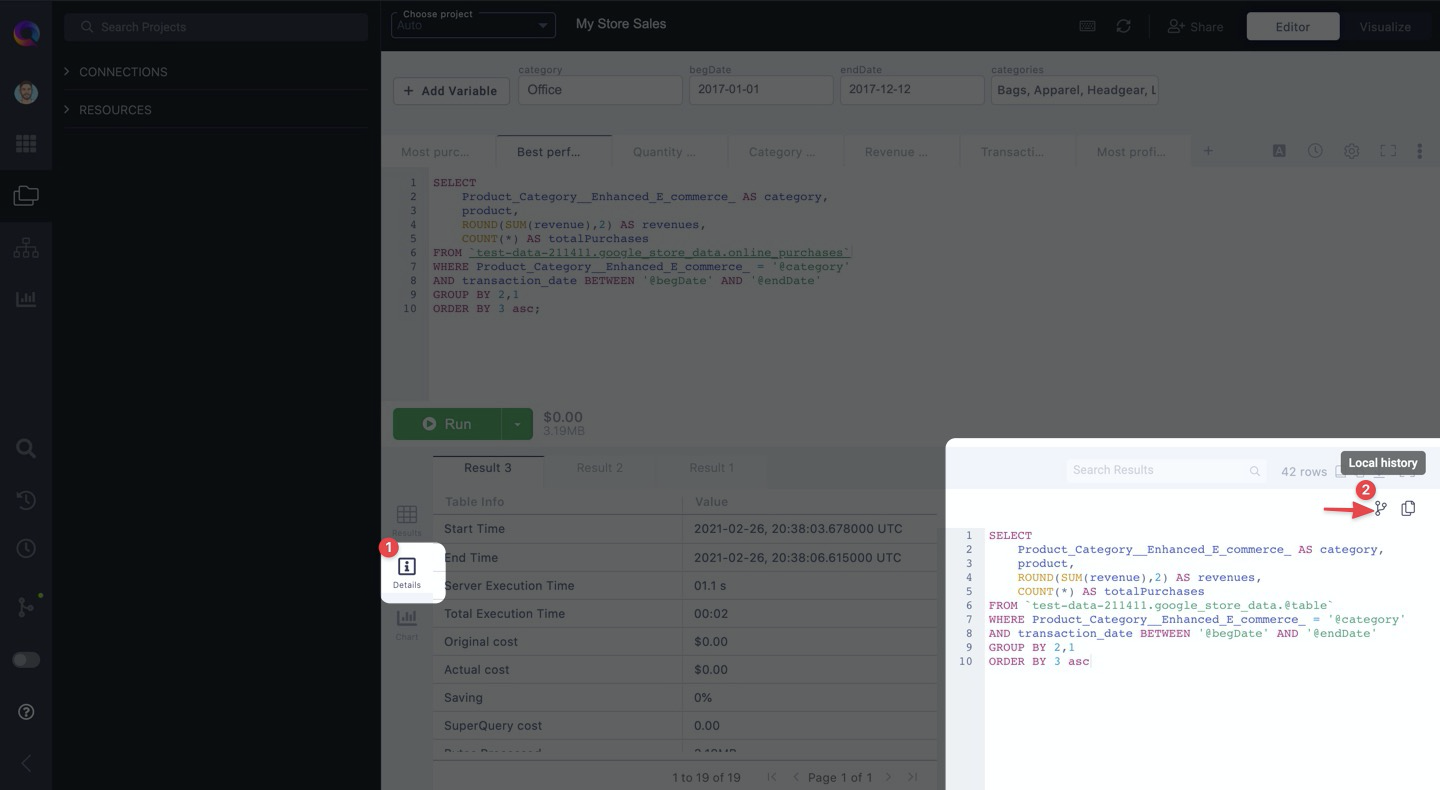 Search Projects
CONNECTIONS
RESOURCES
Choose project
Auto
My Store Sales
Share
Editor
Visualize
+ Add Variable
category
Office
begDate
2017-01-01
endDate
2017-12-12
categories
Bags, Apparel, Headgear, L
Most purc...
Best perf...
Quantity ...
Category ...
Revenue ...
Transacti...
Most profi...
+
A
1 SELECT
2 Product_Category__Enhanced_E_commerce_ AS category,
3 product,
4 ROUND(SUM(revenue),2) AS revenues,
5 COUNT(*) AS totalPurchases
6 FROM `test-data-211411.google_store_data.online_purchases`
7 WHERE Product_Category__Enhanced_E_commerce_ = '@category'
8 AND transaction_date BETWEEN '@begDate' AND '@endDate'
9 GROUP BY 2,1
10 ORDER BY 3 asc;
Run
$0.00
3.19MB
Result 3
Result 2
Result 1
Search Results
42 rows
Local history
2
Results
1
Details
Chart
Table Info Value
Start Time 2021-02-26, 20:38:03.678000 UTC
End Time 2021-02-26, 20:38:06.615000 UTC
Server Execution Time 01.1 s
Total Execution Time 00:02
Original cost $0.00
Actual cost $0.00
Saving 0%
SuperQuery cost 0.00
Bytes Processed 3.19MB
1 to 19 of 19
Page 1 of 1
1 SELECT
2 Product_Category__Enhanced_E_commerce_ AS category,
3 product,
4 ROUND(SUM(revenue),2) AS revenues,
5 COUNT(*) AS totalPurchases
6 FROM `test-data-211411.google_store_data.@table`
7 WHERE Product_Category__Enhanced_E_commerce_ = '@category'
8 AND transaction_date BETWEEN '@begDate' AND '@endDate'
9 GROUP BY 2,1
10 ORDER BY 3 asc